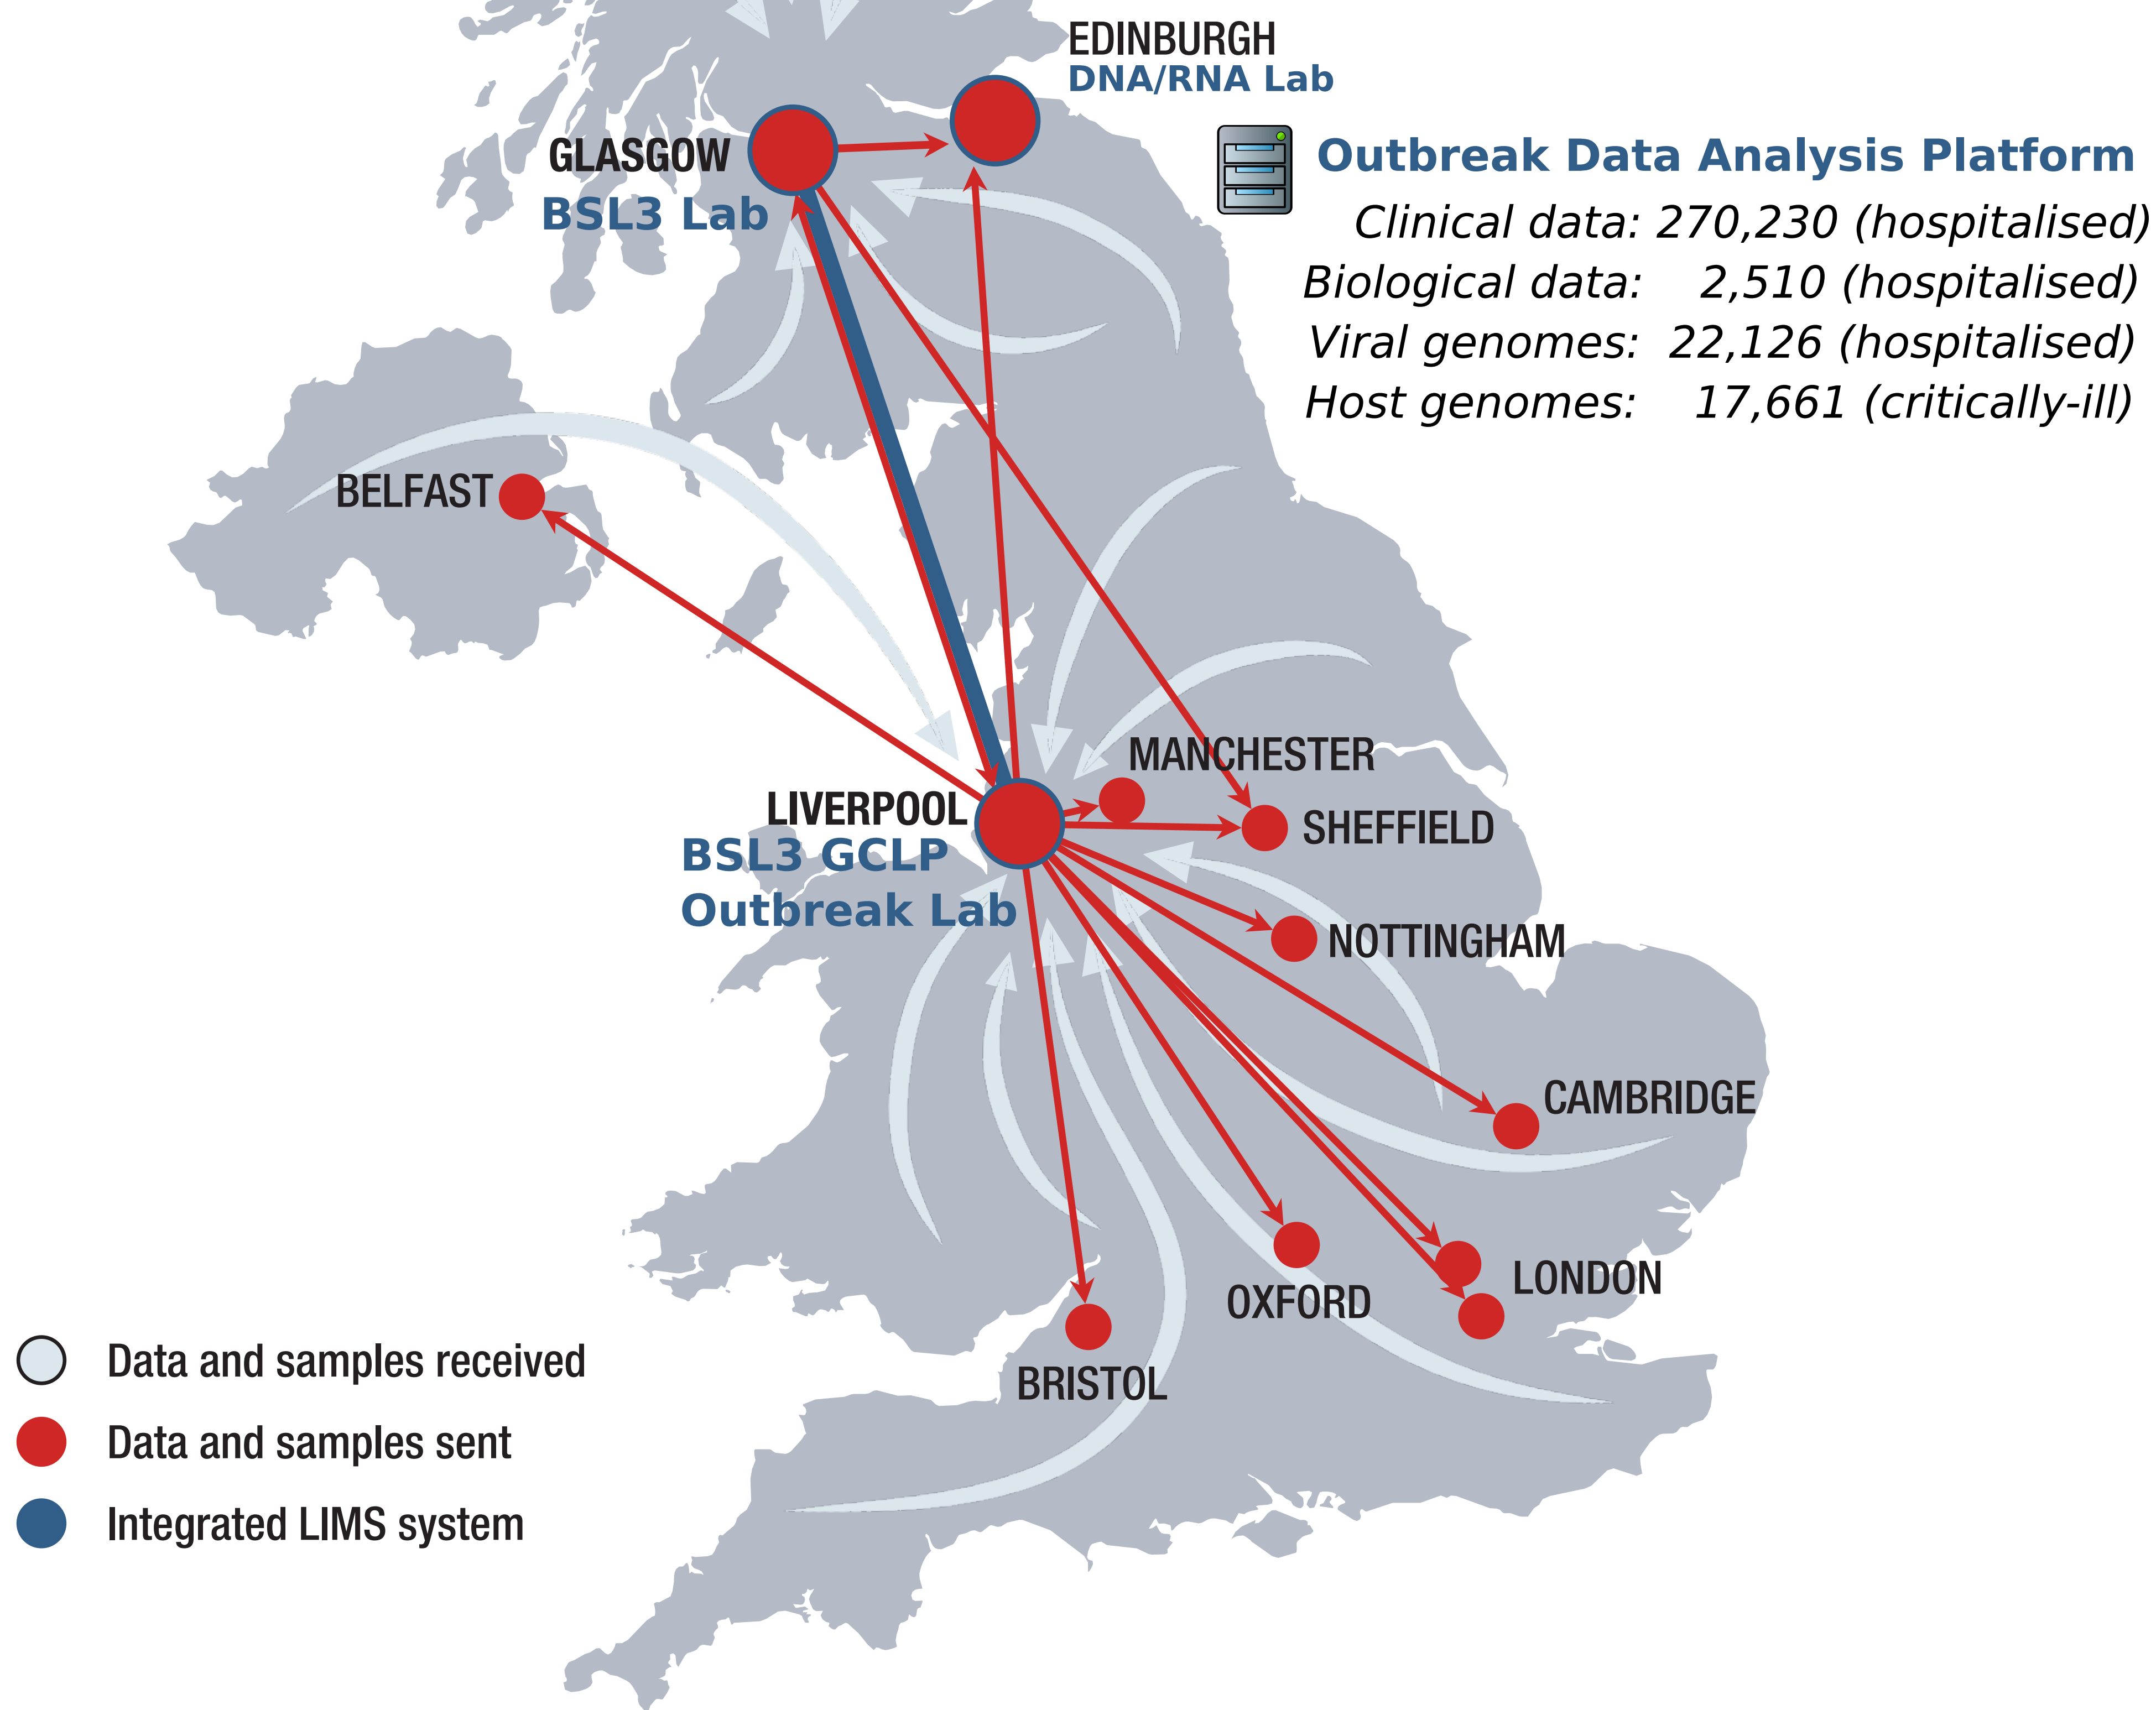 EDINBURGH
DNA/RNA Lab
GLASGOW
BSL3 Lab
Outbreak Data Analysis Platform
Clinical data: 270,230 (hospitalised)
Biological data: 2,510 (hospitalised)
Viral genomes: 22,126 (hospitalised)
Host genomes: 17,661 (critically-ill)
BELFAST
MANCHESTER
LIVERPOOL
BSL3 GCLP
Outbreak Lab
SHEFFIELD
NOTTINGHAM
CAMBRIDGE
LONDON
OXFORD
BRISTOL
Data and samples received
Data and samples sent
Integrated LIMS system